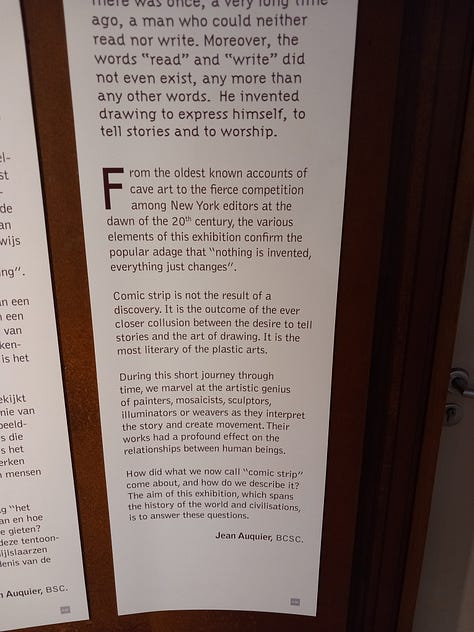 el-
st
de
an
wijs
ing".
an een
n een
van
ken-
is het
ekijkt
nie van
beeld-
s die
s het
erken
n mensen
g "het
an en hoe
e gieten?
deze tentoon-
ijlslaarzen
denis van de
n Auquier, BSC.
There was once, a very long time
ago, a man who could neither
read nor write. Moreover, the
words "read" and "write" did
not even exist, any more than
any other words. He invented
drawing to express himself, to
tell stories and to worship.
From the oldest known accounts of
cave art to the fierce competition
among New York editors at the
dawn of the 20th century, the various
elements of this exhibition confirm the
popular adage that "nothing is invented,
everything just changes".
Comic strip is not the result of a
discovery. It is the outcome of the ever
closer collusion between the desire to tell
stories and the art of drawing. It is the
most literary of the plastic arts.
During this short journey through
time, we marvel at the artistic genius
of painters, mosaicists, sculptors,
illuminators or weavers as they interpret
the story and create movement. Their
works had a profound effect on the
relationships between human beings.
How did what we now call "comic strip"
come about, and how do we describe it?
The aim of this exhibition, which spans
the history of the world and civilisations,
is to answer these questions.
Jean Auquier, BCSC.